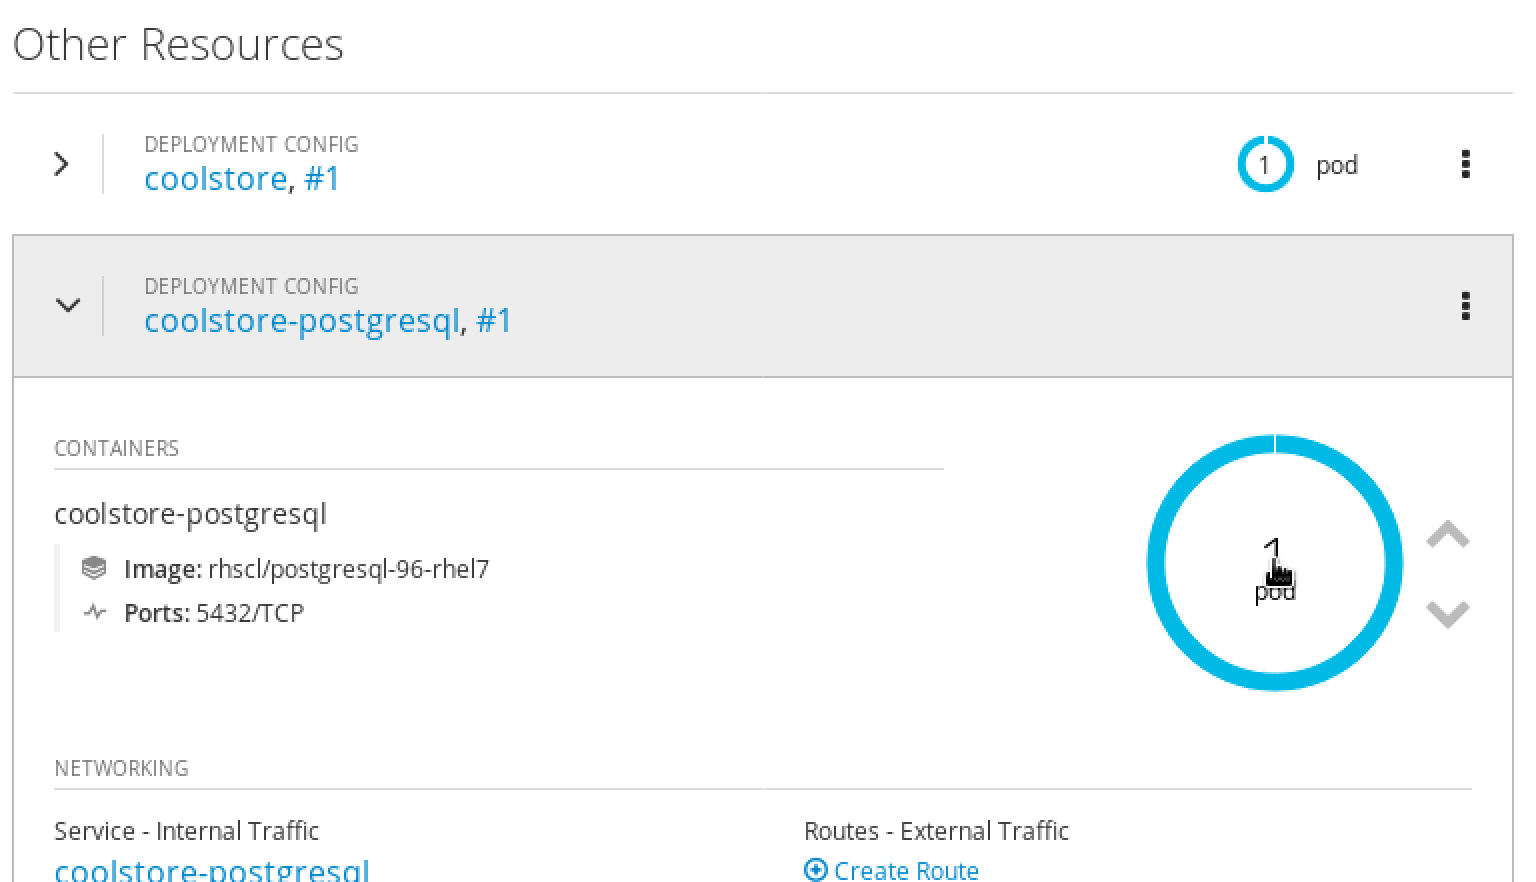 Other Resources
DEPLOYMENT CONFIG
coolstore, #1
1 pod
DEPLOYMENT CONFIG
coolstore-postgresql, #1
CONTAINERS
coolstore-postgresql
Image: rhscl/postgresql-96-rhel7
Ports: 5432/TCP
1
pod
NETWORKING
Service - Internal Traffic
coolstore-postgresql
Routes - External Traffic
Create Route